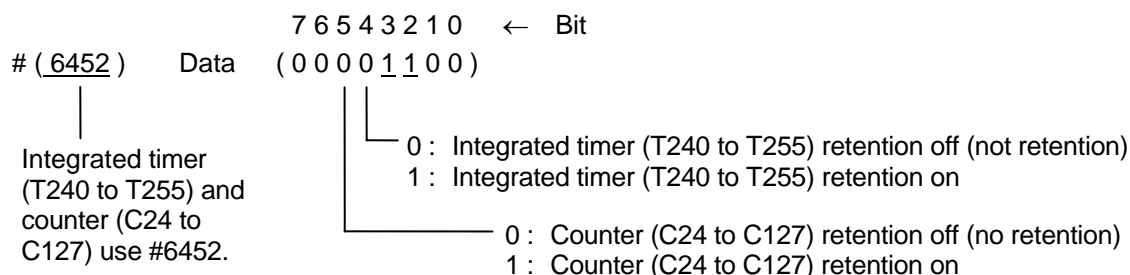 7 6 5 4 3 2 1 0 ← Bit
# ( 6452 ) Data ( 0 0 0 0 1 1 0 0 )
0 : Integrated timer (T240 to T255) retention off (not retention)
1 : Integrated timer (T240 to T255) retention on
Integrated timer
(T240 to T255) and
counter (C24 to
C127) use #6452.
0 : Counter (C24 to C127) retention off (no retention)
1 : Counter (C24 to C127) retention on